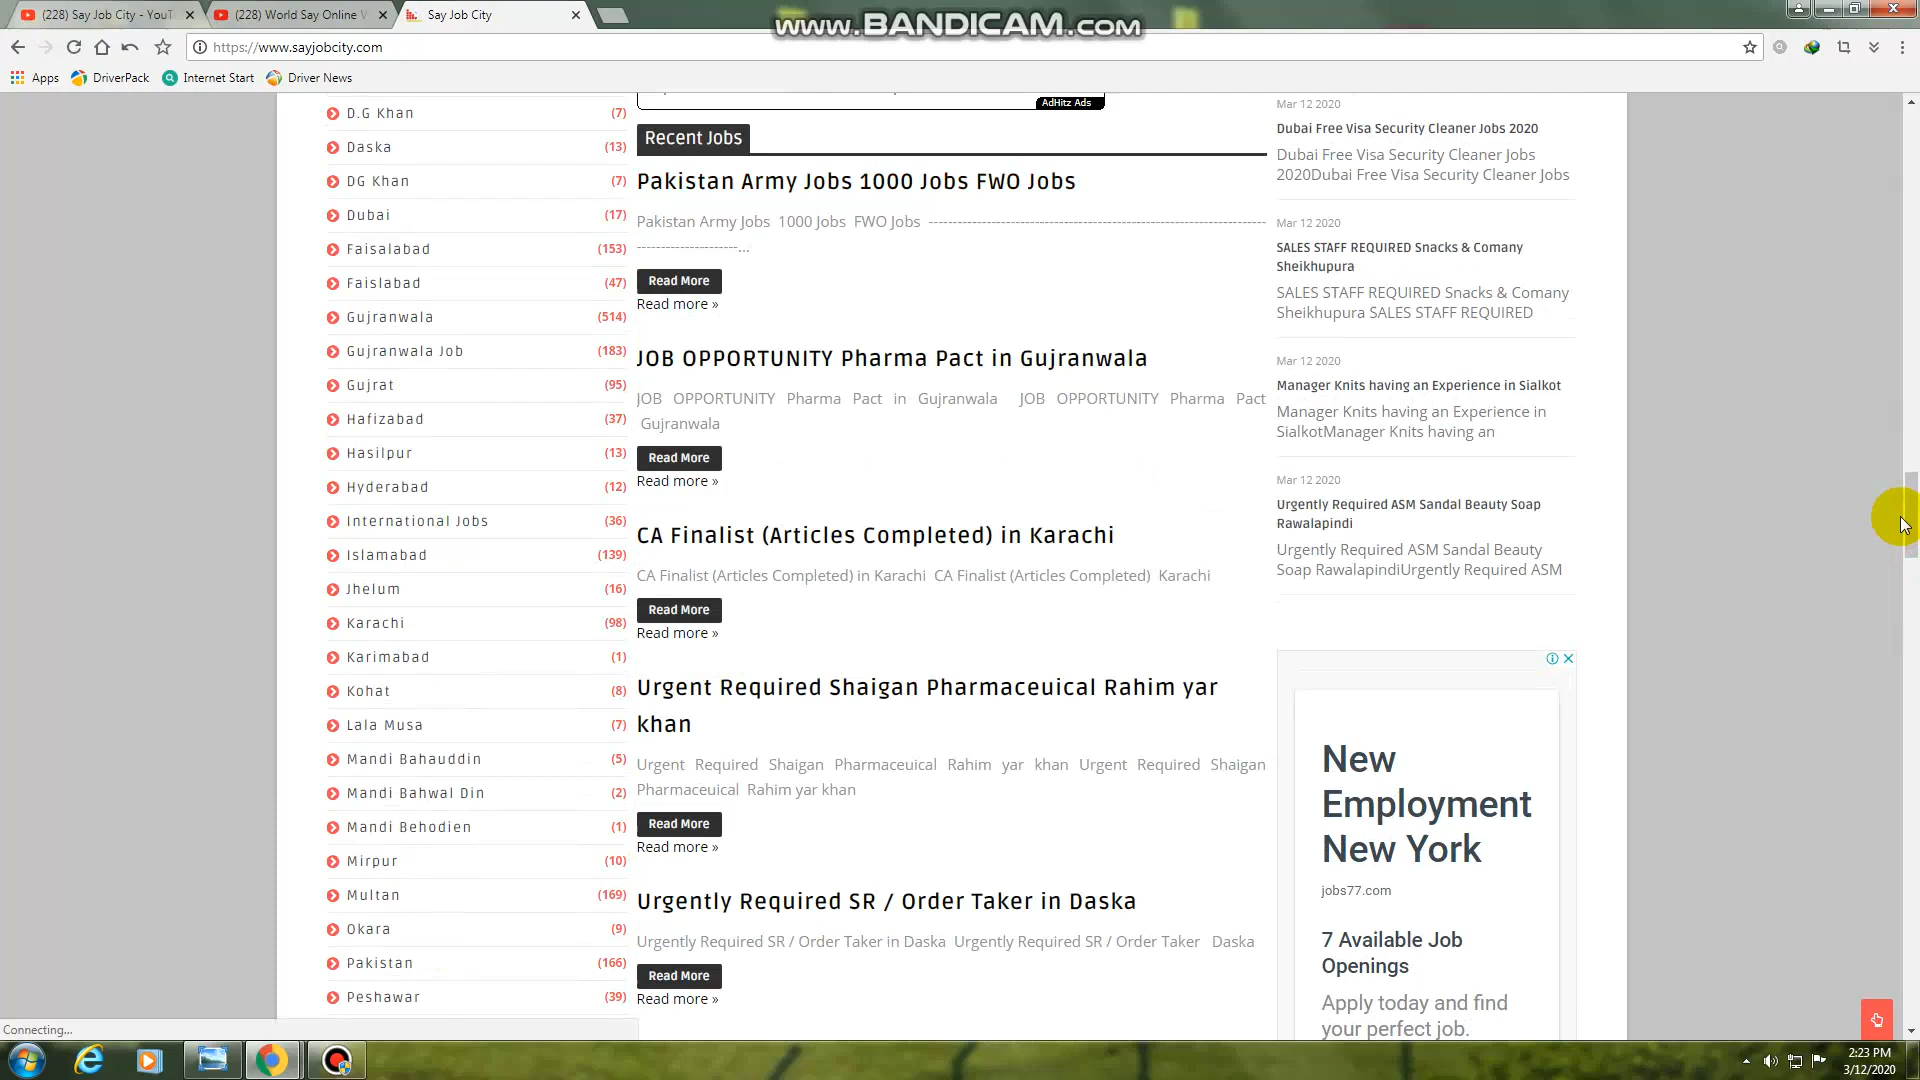 (228) Say Job City - YouT
(228) World Say Online V
Say Job City
www.BANDICAM.com
https://www.sayjobcity.com
Apps
DriverPack
Internet Start
Driver News
D.G Khan (7)
Daska (13)
DG Khan (7)
Dubai (17)
Faisalabad (153)
Faislabad (47)
Gujranwala (514)
Gujranwala Job (183)
Gujrat (95)
Hafizabad (37)
Hasilpur (13)
Hyderabad (12)
International Jobs (36)
Islamabad (139)
Jhelum (16)
Karachi (98)
Karimabad (1)
Kohat (8)
Lala Musa (7)
Mandi Bahauddin (5)
Mandi Bahwal Din (2)
Mandi Behodien (1)
Mirpur (10)
Multan (169)
Okara (9)
Pakistan (166)
Peshawar (39)
AdHitz Ads
Recent Jobs
Pakistan Army Jobs 1000 Jobs FWO Jobs
Pakistan Army Jobs  1000 Jobs  FWO Jobs  --------------------------------------------------------------------
---------------------...
Read More
Read more »
JOB OPPORTUNITY Pharma Pact in Gujranwala
JOB OPPORTUNITY Pharma Pact in Gujranwala  JOB OPPORTUNITY Pharma Pact
Gujranwala
Read More
Read more »
CA Finalist (Articles Completed) in Karachi
CA Finalist (Articles Completed) in Karachi  CA Finalist (Articles Completed)  Karachi
Read More
Read more »
Urgent Required Shaigan Pharmaceuical Rahim yar
khan
Urgent Required Shaigan Pharmaceuical Rahim yar khan Urgent Required Shaigan
Pharmaceuical  Rahim yar khan
Read More
Read more »
Urgently Required SR / Order Taker in Daska
Urgently Required SR / Order Taker in Daska  Urgently Required SR / Order Taker   Daska
Read More
Read more »
Mar 12 2020
Dubai Free Visa Security Cleaner Jobs 2020
Dubai Free Visa Security Cleaner Jobs
2020Dubai Free Visa Security Cleaner Jobs
Mar 12 2020
SALES STAFF REQUIRED Snacks & Comany
Sheikhupura
SALES STAFF REQUIRED Snacks & Comany
Sheikhupura SALES STAFF REQUIRED
Mar 12 2020
Manager Knits having an Experience in Sialkot
Manager Knits having an Experience in
SialkotManager Knits having an
Mar 12 2020
Urgently Required ASM Sandal Beauty Soap
Rawalapindi
Urgently Required ASM Sandal Beauty
Soap RawalapindiUrgently Required ASM
New
Employment
New York
jobs77.com
7 Available Job
Openings
Apply today and find
your perfect job.
Connecting...
2:23 PM
3/12/2020